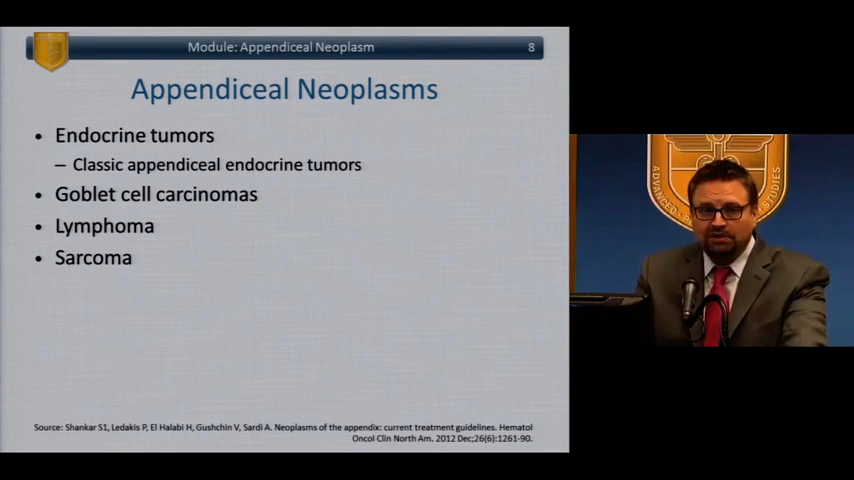 Module: Appendiceal Neoplasm 8
Appendiceal Neoplasms
• Endocrine tumors
– Classic appendiceal endocrine tumors
• Goblet cell carcinomas
• Lymphoma
• Sarcoma
Source: Shankar S1, Ledakis P, El Halabi H, Gushchin V, Sardi A. Neoplasms of the appendix: current treatment guidelines. Hematol
Oncol Clin North Am. 2012 Dec;26(6):1261-90.
ADVANCED
STUDIES